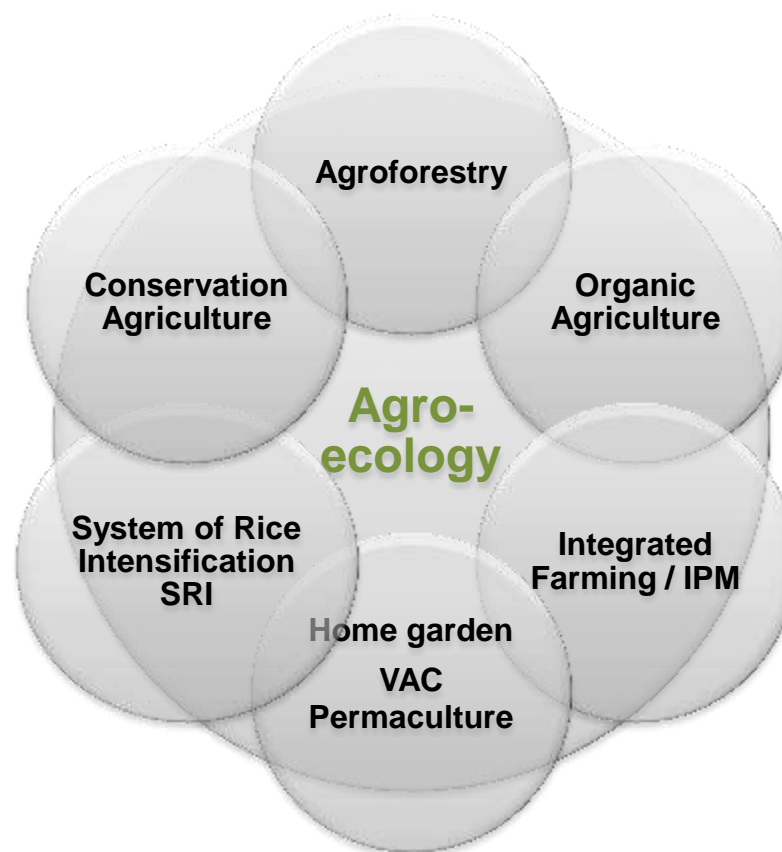 Agroforestry
Conservation
Agriculture
Organic
Agriculture
Agro-
ecology
System of Rice
Intensification
SRI
Integrated
Farming / IPM
Home garden
VAC
Permaculture